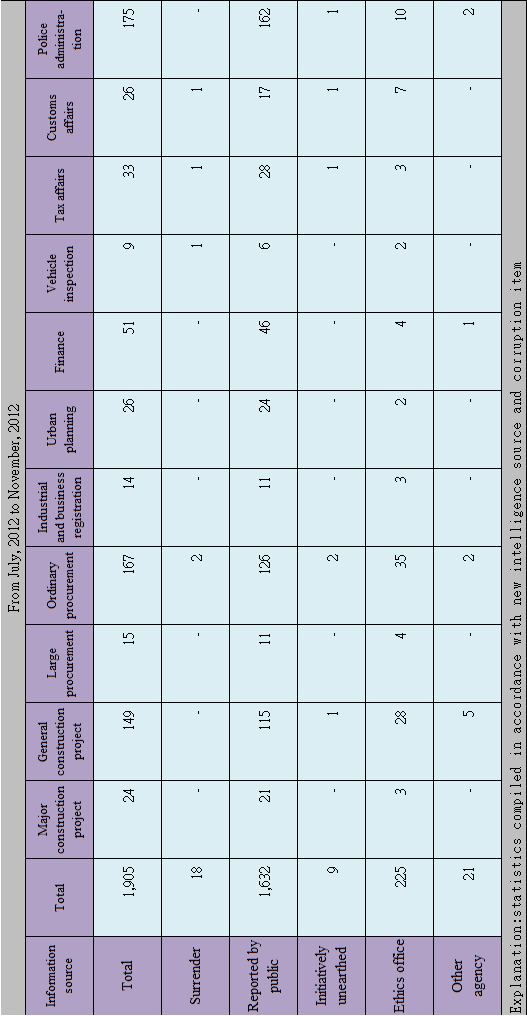 From July, 2012 to November, 2012
Information source | Total | Major construction project | General construction project | Large procurement | Ordinary procurement | Industrial and business registration | Urban planning | Finance | Vehicle inspection | Tax affairs | Customs affairs | Police administra-tion
Total | 1,905 | 24 | 149 | 15 | 167 | 14 | 26 | 51 | 9 | 33 | 26 | 175
Surrender | 18 | - | - | - | 2 | - | - | - | 1 | 1 | 1 | -
Reported by public | 1,632 | 21 | 115 | 11 | 126 | 11 | 24 | 46 | 6 | 28 | 17 | 162
Initiatively unearthed | 9 | - | 1 | - | 2 | - | - | - | - | 1 | 1 | 1
Ethics office | 225 | 3 | 28 | 4 | 35 | 3 | 2 | 4 | 2 | 3 | 7 | 10
Other agency | 21 | - | 5 | - | 2 | - | - | 1 | - | - | - | 2
Explanation:statistics compiled in accordance with new intelligence source and corruption item